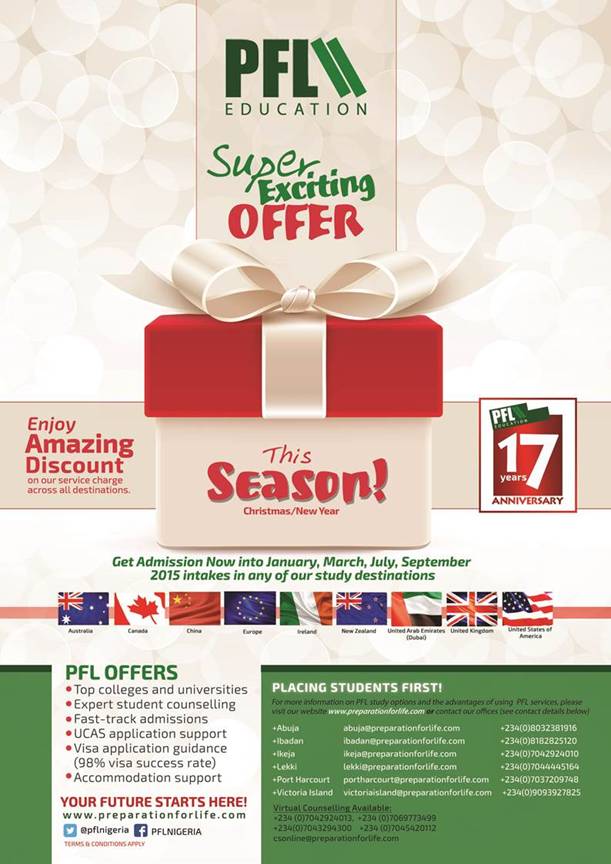 PFL
EDUCATION
Super
Exciting
OFFER
Enjoy
Amazing
Discount
on our service charge
across all destinations.
This
Season!
Christmas/New Year
PFL
EDUCATION
17
years
ANNIVERSARY
Get Admission Now into January, March, July, September
2015 intakes in any of our study destinations
Australia
Canada
China
Europe
Ireland
New Zealand
United Arab Emirates
(Dubai)
United Kingdom
United States of
America
PFL OFFERS
• Top colleges and universities
• Expert student counselling
• Fast-track admissions
• UCAS application support
• Visa application guidance
(98% visa success rate)
• Accommodation support
YOUR FUTURE STARTS HERE!
www.preparationforlife.com
@pflnigeria PFLNIGERIA
TERMS & CONDITIONS APPLY
PLACING STUDENTS FIRST!
For more information on PFL study options and the advantages of using PFL services, please
visit our website www.preparationforlife.com or contact our offices (see contact details below)
+Abuja abuja@preparationforlife.com +234(0)8032381916
+Ibadan ibadan@preparationforlife.com +234(0)8182825120
+Ikeja ikeja@preparationforlife.com +234(0)7042924010
+Lekki lekki@preparationforlife.com +234(0)7044445164
+Port Harcourt portharcourt@preparationforlife.com +234(0)7037209748
+Victoria Island victoriaisland@preparationforlife.com +234(0)9093927825
Virtual Counselling Available:
+234 (0)7042924013, +234 (0)7069773499
+234(0)7043294300 +234 (0)7045420112
csonline@preparationforlife.com